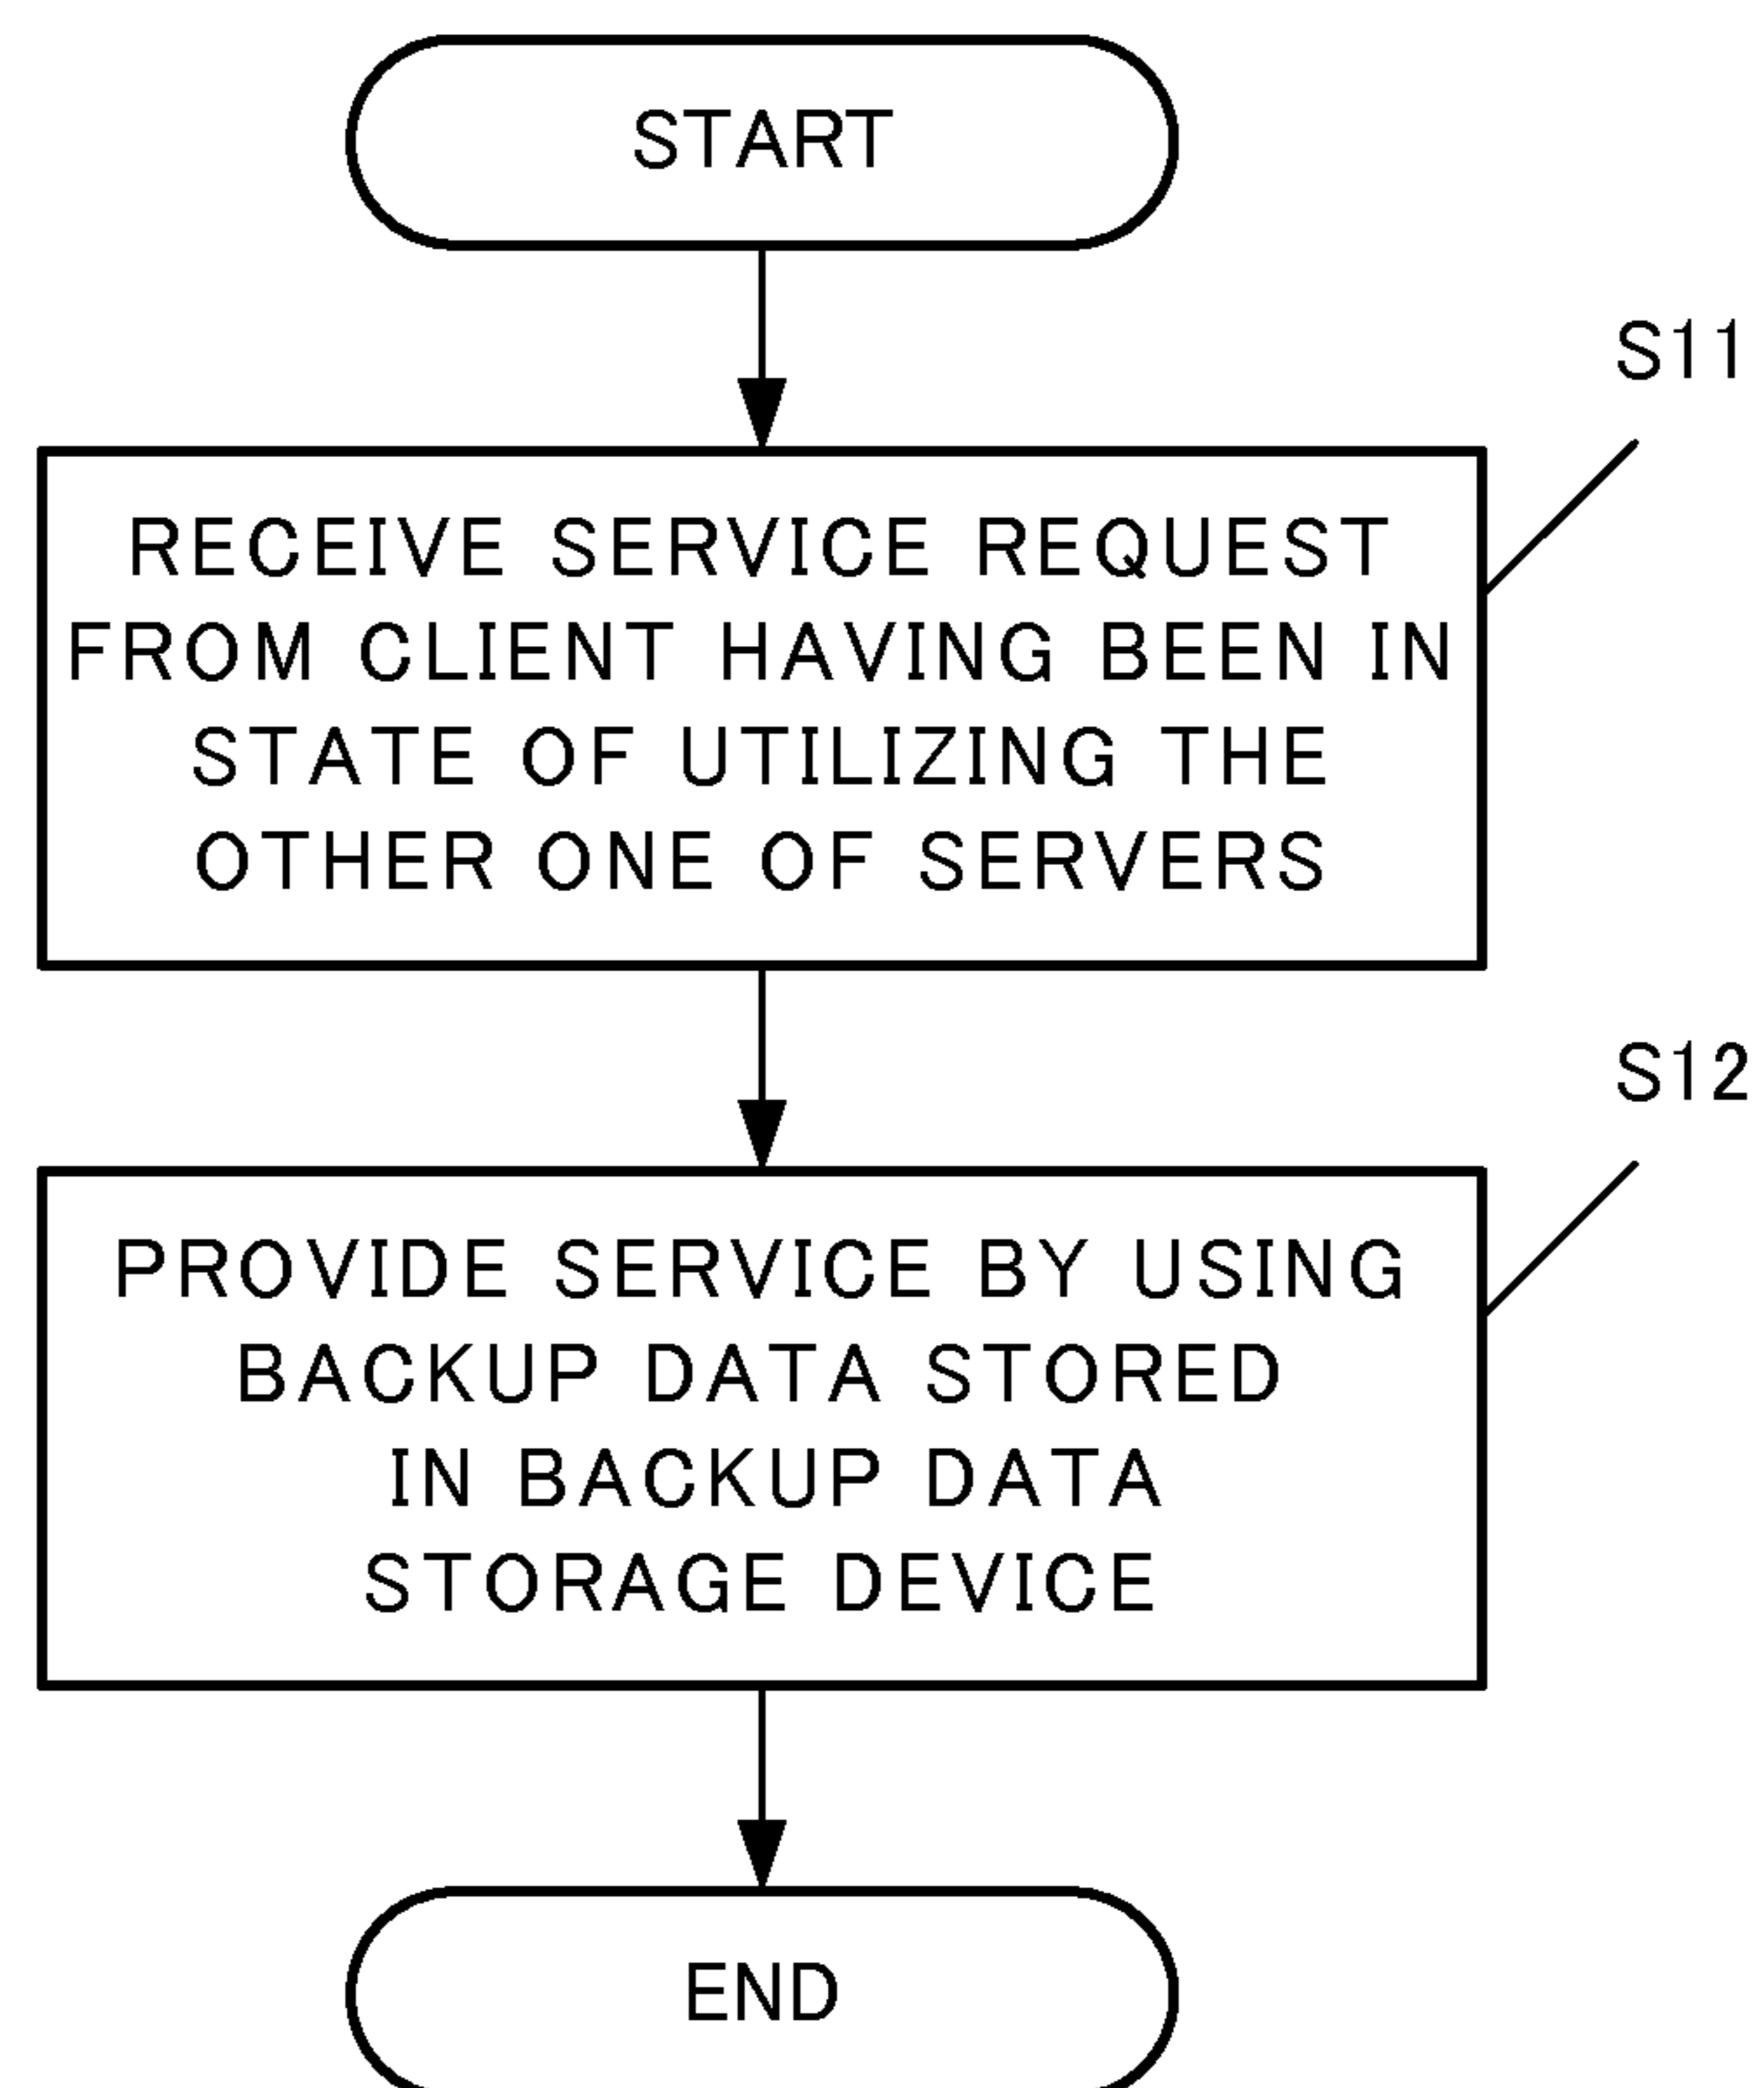 START
S11
RECEIVE SERVICE REQUEST
FROM CLIENT HAVING BEEN IN
STATE OF UTILIZING THE
OTHER ONE OF SERVERS
S12
PROVIDE SERVICE BY USING
BACKUP DATA STORED
IN BACKUP DATA
STORAGE DEVICE
END